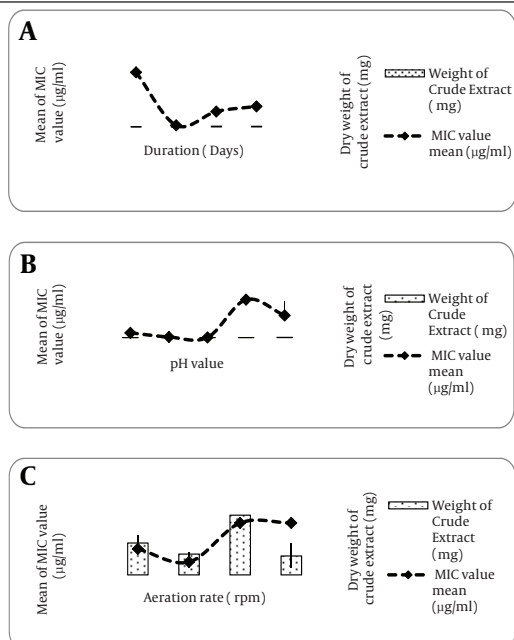 A
Mean of MIC
value (µg/ml)
Duration ( Days)
Dry weight of
crude extract (mg)
Weight of
Crude Extract
( mg)
MIC value
mean (µg/ml)
B
Mean of MIC
value (µg/ml)
pH value
Dry weight of
crude extract
(mg)
Weight of
Crude
Extract ( mg)
MIC value
mean
(µg/ml)
C
Mean of MIC value
(µg/ml)
Aeration rate ( rpm)
Dry weight of
crude extract (mg)
Weight of
Crude
Extract
(mg)
MIC value
mean
(µg/ml)